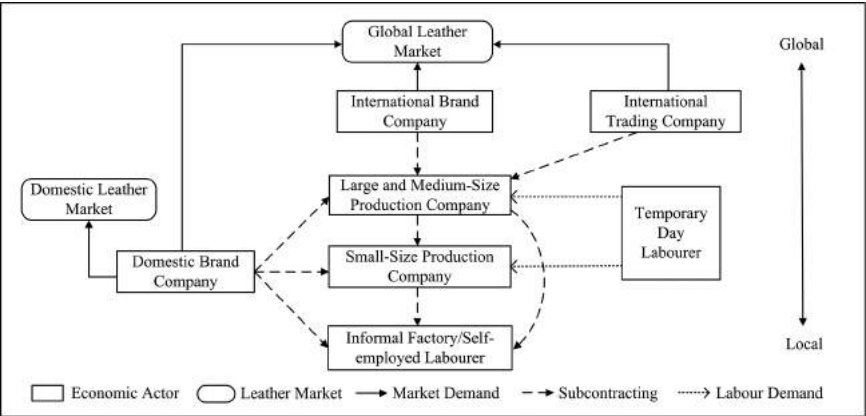 Global Leather
Market
Global
International Brand
Company
International
Trading Company
Large and Medium-Size
Production Company
Domestic Leather
Market
Temporary
Day
Labourer
Domestic Brand
Company
Small-Size Production
Company
Informal Factory/Self-
employed Labourer
Local
Economic Actor
Leather Market
Market Demand
Subcontracting
Labour Demand